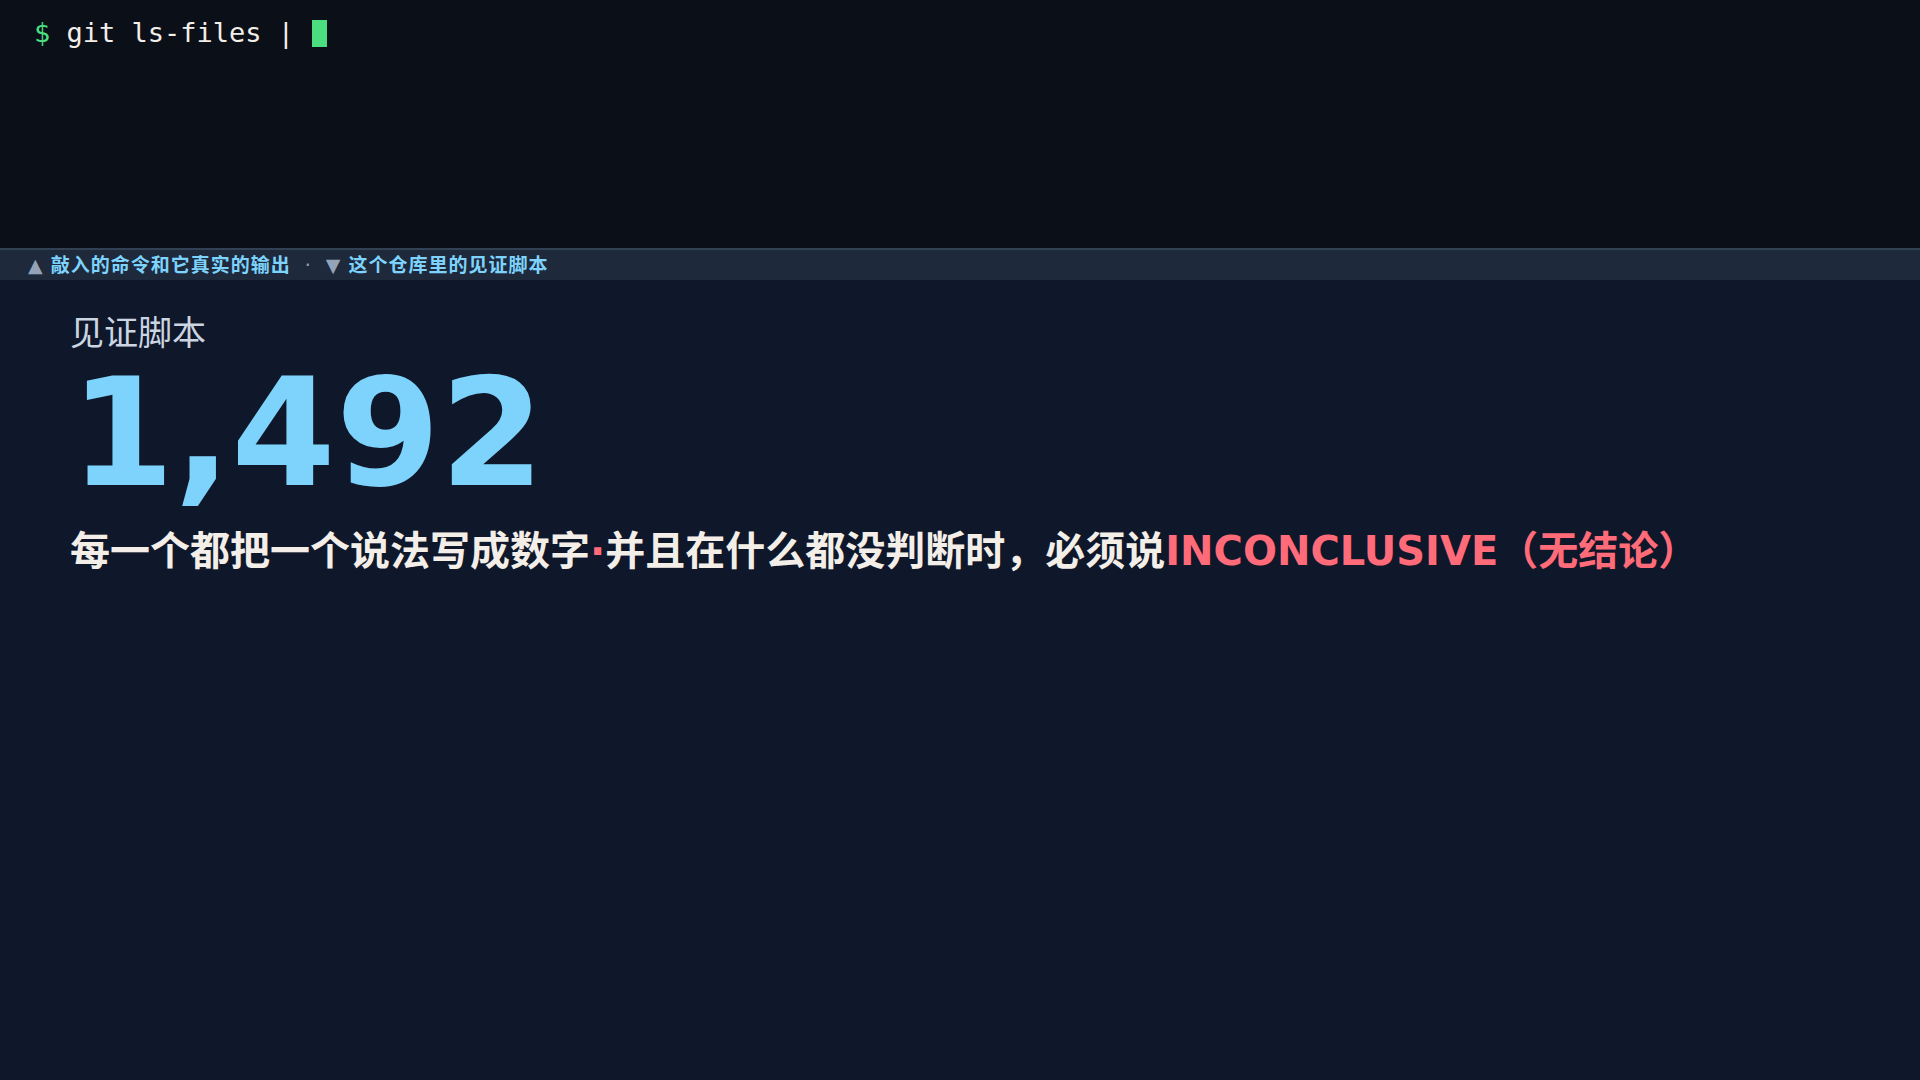 $ git ls-files |
▲ 敲入的命令和它真实的输出 · ▼ 这个仓库里的见证脚本
见证脚本
1,492
每一个都把一个说法写成数字·并且在什么都没判断时，必须说INCONCLUSIVE（无结论）